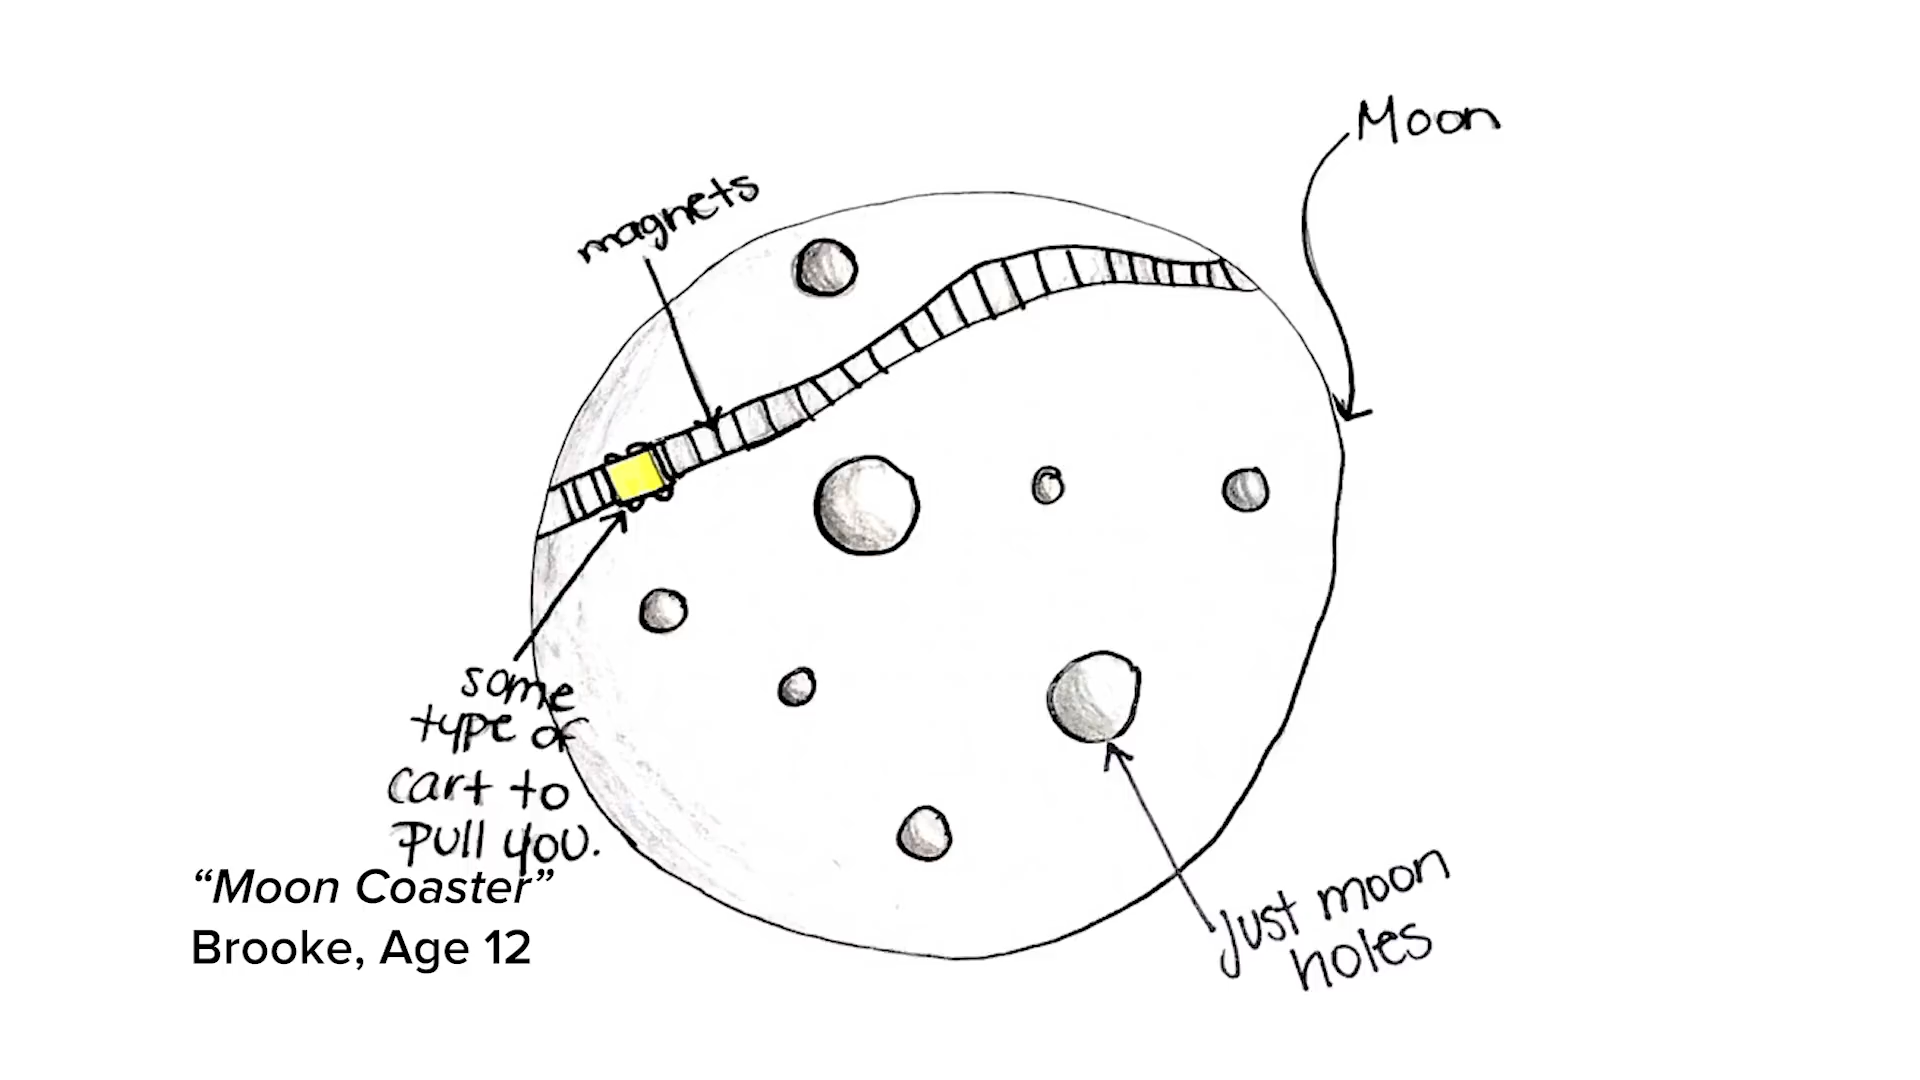 Moon
magnets
some
type of
cart to
pull you.
“Moon Coaster”
Brooke, Age 12
Just moon
holes